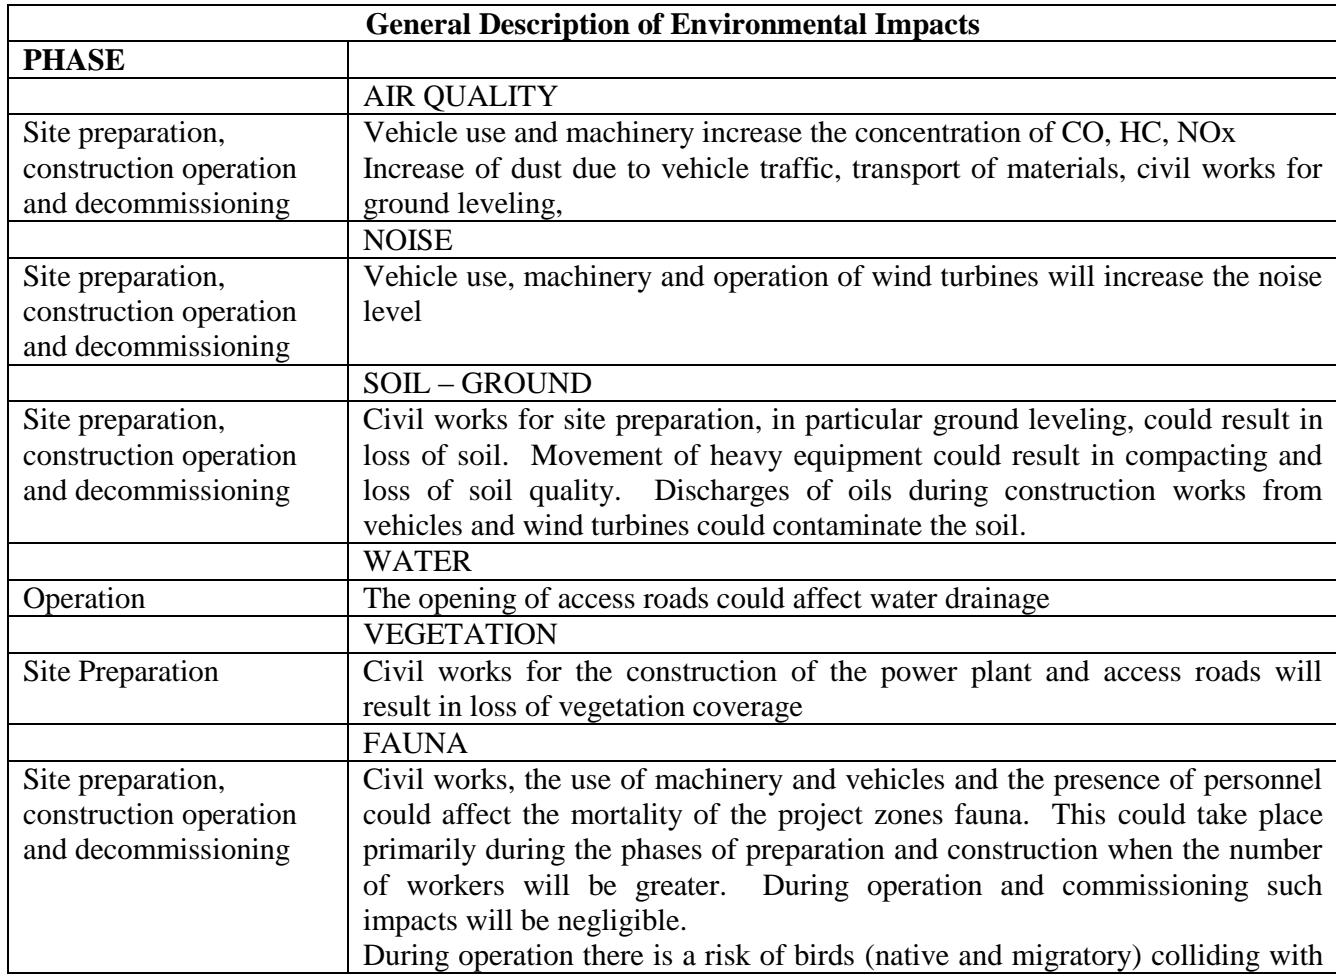 General Description of Environmental Impacts
PHASE
AIR QUALITY
Site preparation,
construction operation
and decommissioning
Vehicle use and machinery increase the concentration of CO, HC, NOx
Increase of dust due to vehicle traffic, transport of materials, civil works for
ground leveling,
NOISE
Site preparation,
construction operation
and decommissioning
Vehicle use, machinery and operation of wind turbines will increase the noise
level
SOIL – GROUND
Site preparation,
construction operation
and decommissioning
Civil works for site preparation, in particular ground leveling, could result in
loss of soil. Movement of heavy equipment could result in compacting and
loss of soil quality. Discharges of oils during construction works from
vehicles and wind turbines could contaminate the soil.
WATER
Operation
The opening of access roads could affect water drainage
VEGETATION
Site Preparation
Civil works for the construction of the power plant and access roads will
result in loss of vegetation coverage
FAUNA
Site preparation,
construction operation
and decommissioning
Civil works, the use of machinery and vehicles and the presence of personnel
could affect the mortality of the project zones fauna. This could take place
primarily during the phases of preparation and construction when the number
of workers will be greater. During operation and commissioning such
impacts will be negligible.
During operation there is a risk of birds (native and migratory) colliding with